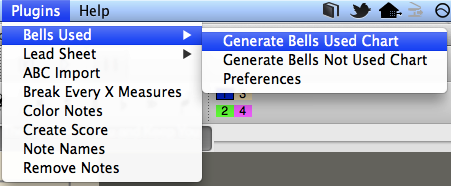 Plugins Help
Bells Used
Generate Bells Used Chart
Lead Sheet
Generate Bells Not Used Chart
ABC Import
Preferences
Break Every X Measures
3
Color Notes
2 4
Create Score
Note Names
Remove Notes